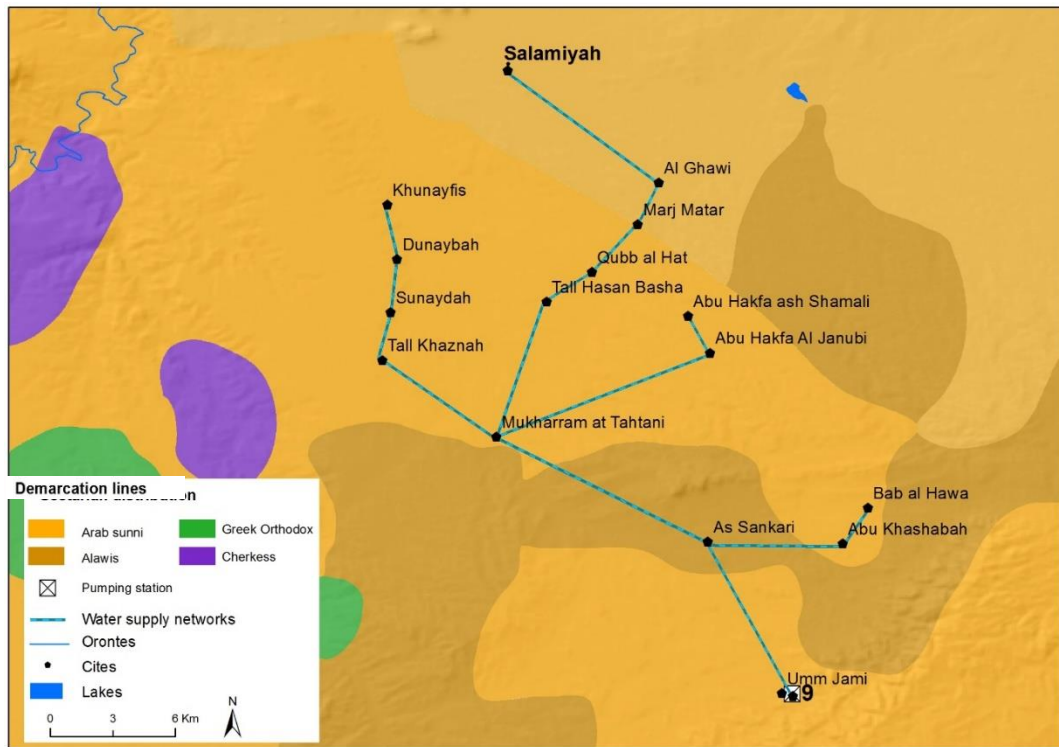 Salamiyah
Al Ghawi
Khunayfis
Marj Matar
Dunaybah
Qubb al Hat
Sunaydah
Tall Hasan Basha
Abu Hakfa ash Shamali
Tall Khaznah
Abu Hakfa Al Janubi
Mukharram at Tahtani
Bab al Hawa
As Sankari
Abu Khashabah
Umm Jami
9
Demarcation lines
Arab sunni
Greek Orthodox
Alawis
Cherkess
Pumping station
Water supply networks
Orontes
Cites
Lakes
N
0 3 6 Km